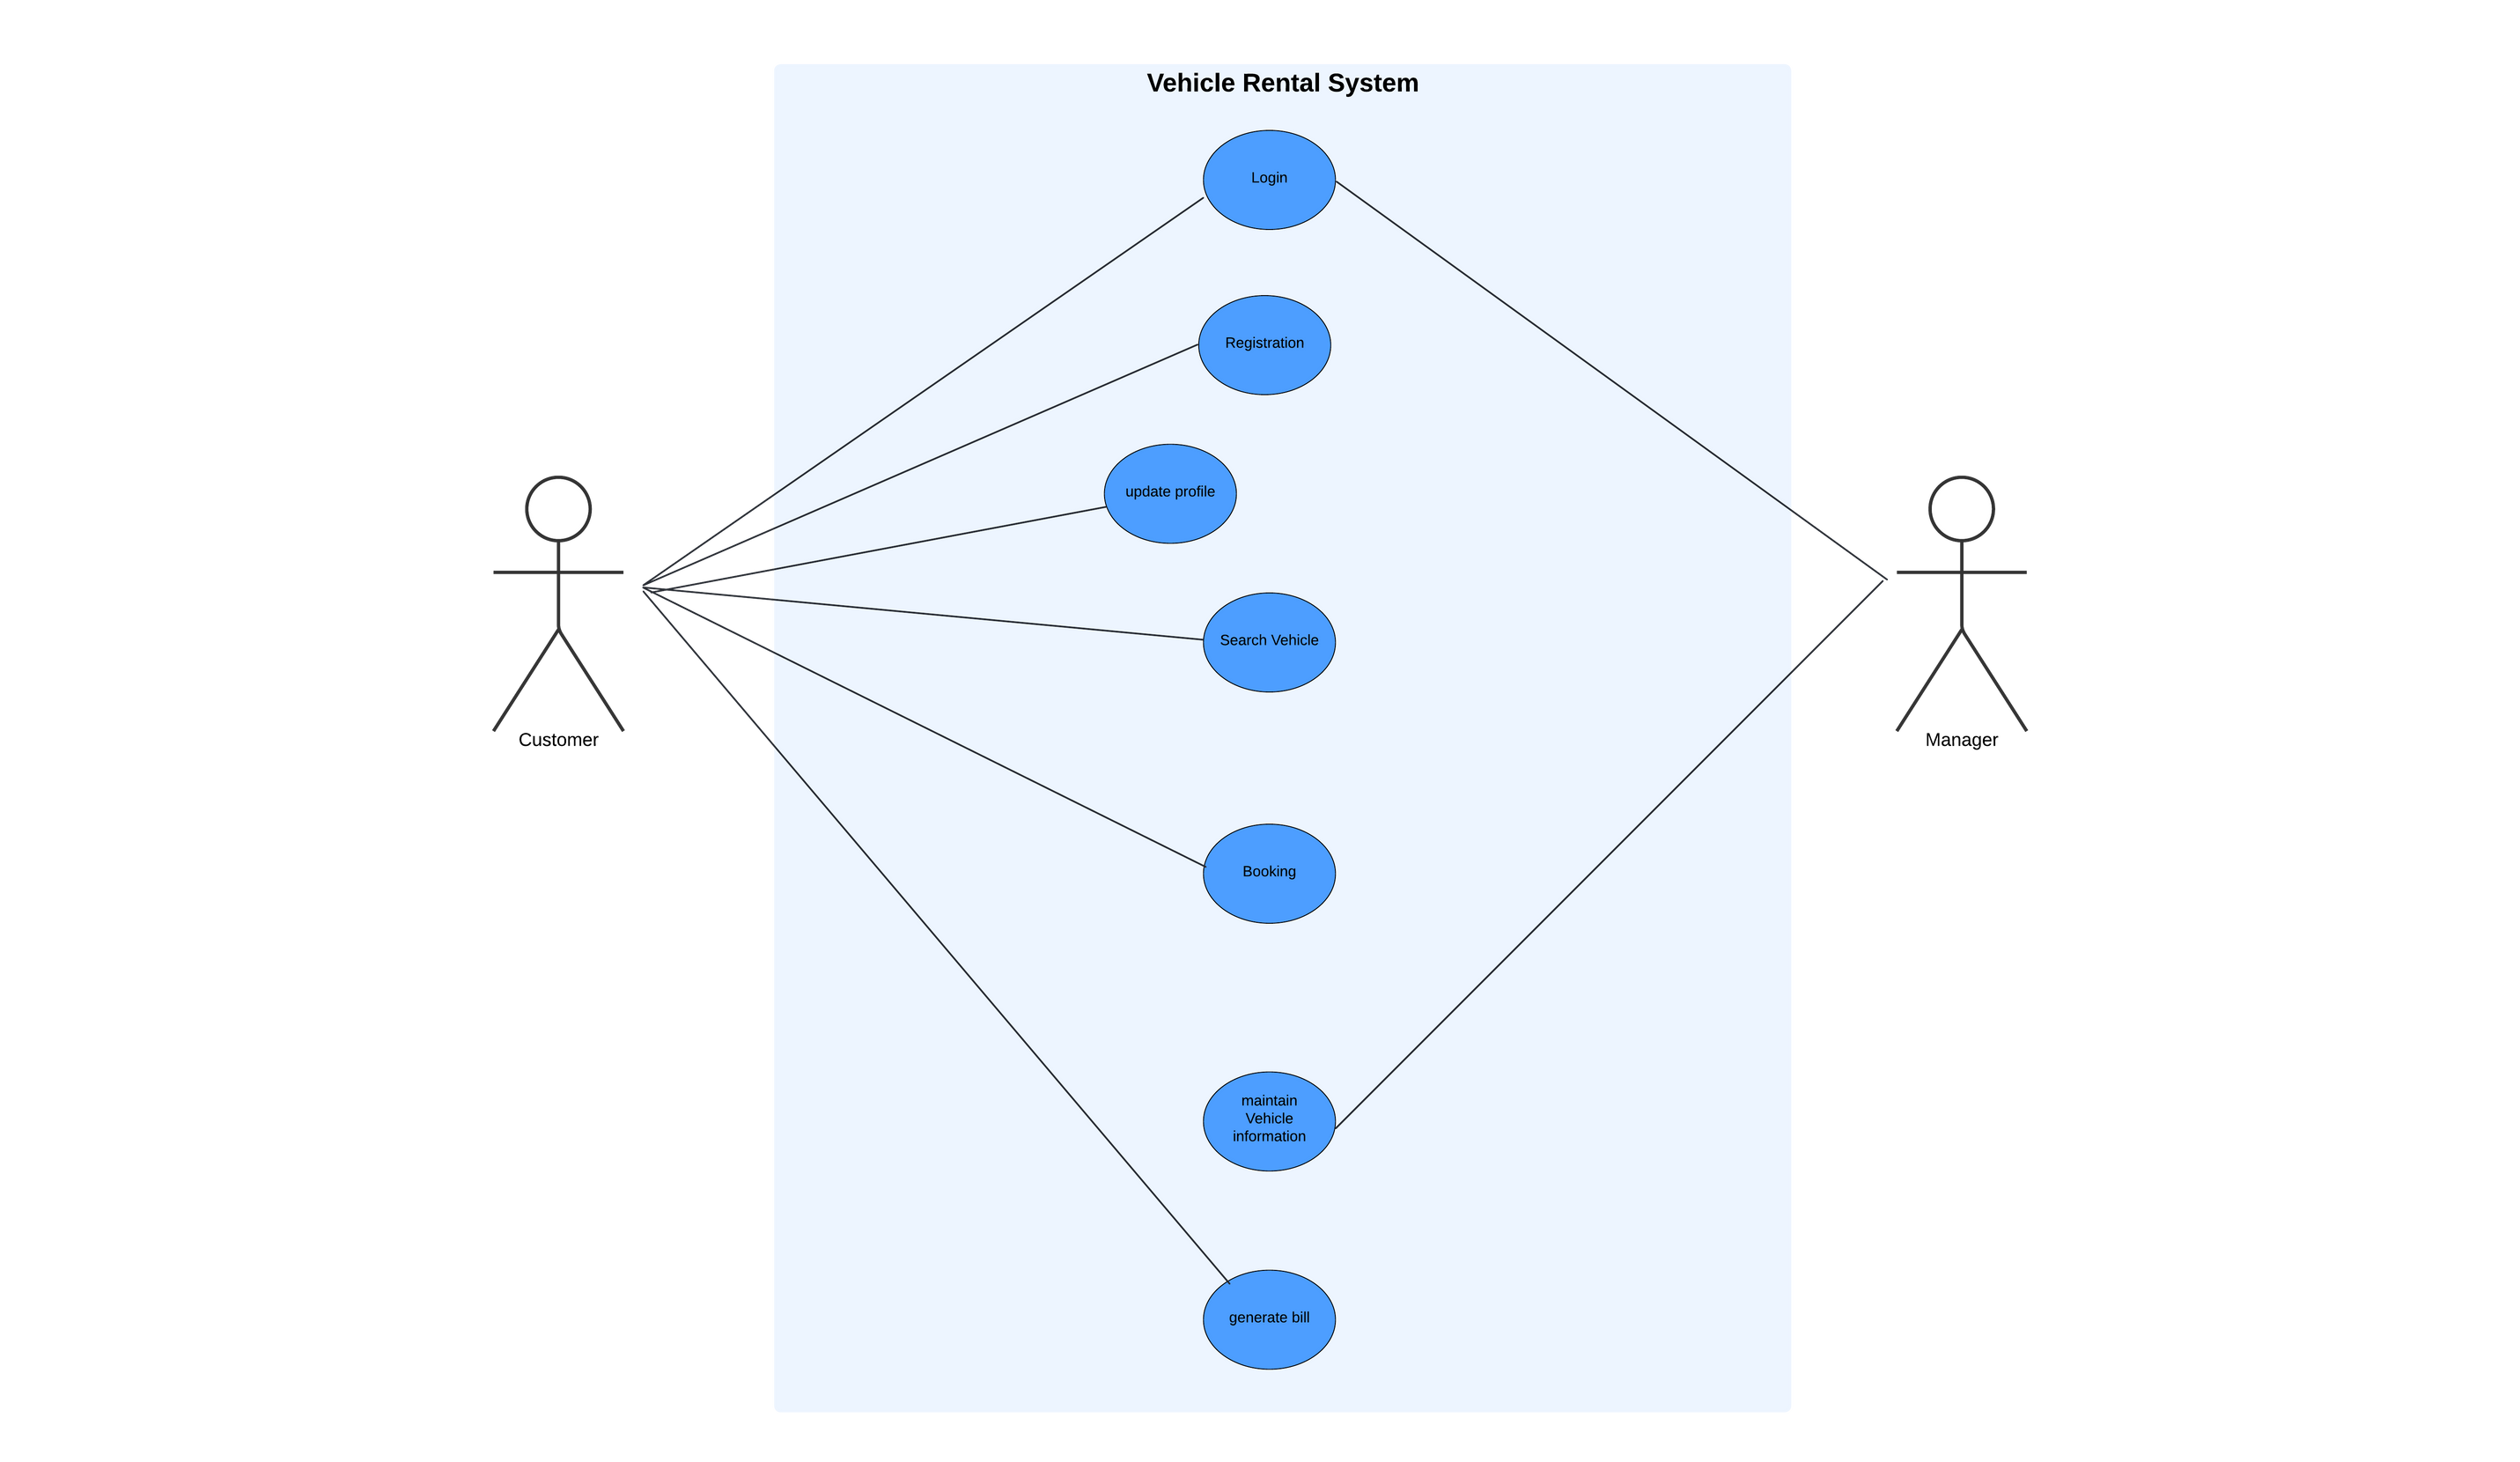 Vehicle Rental System
Login
Registration
update profile
Search Vehicle
Customer
Manager
Booking
maintain
Vehicle
information
generate bill